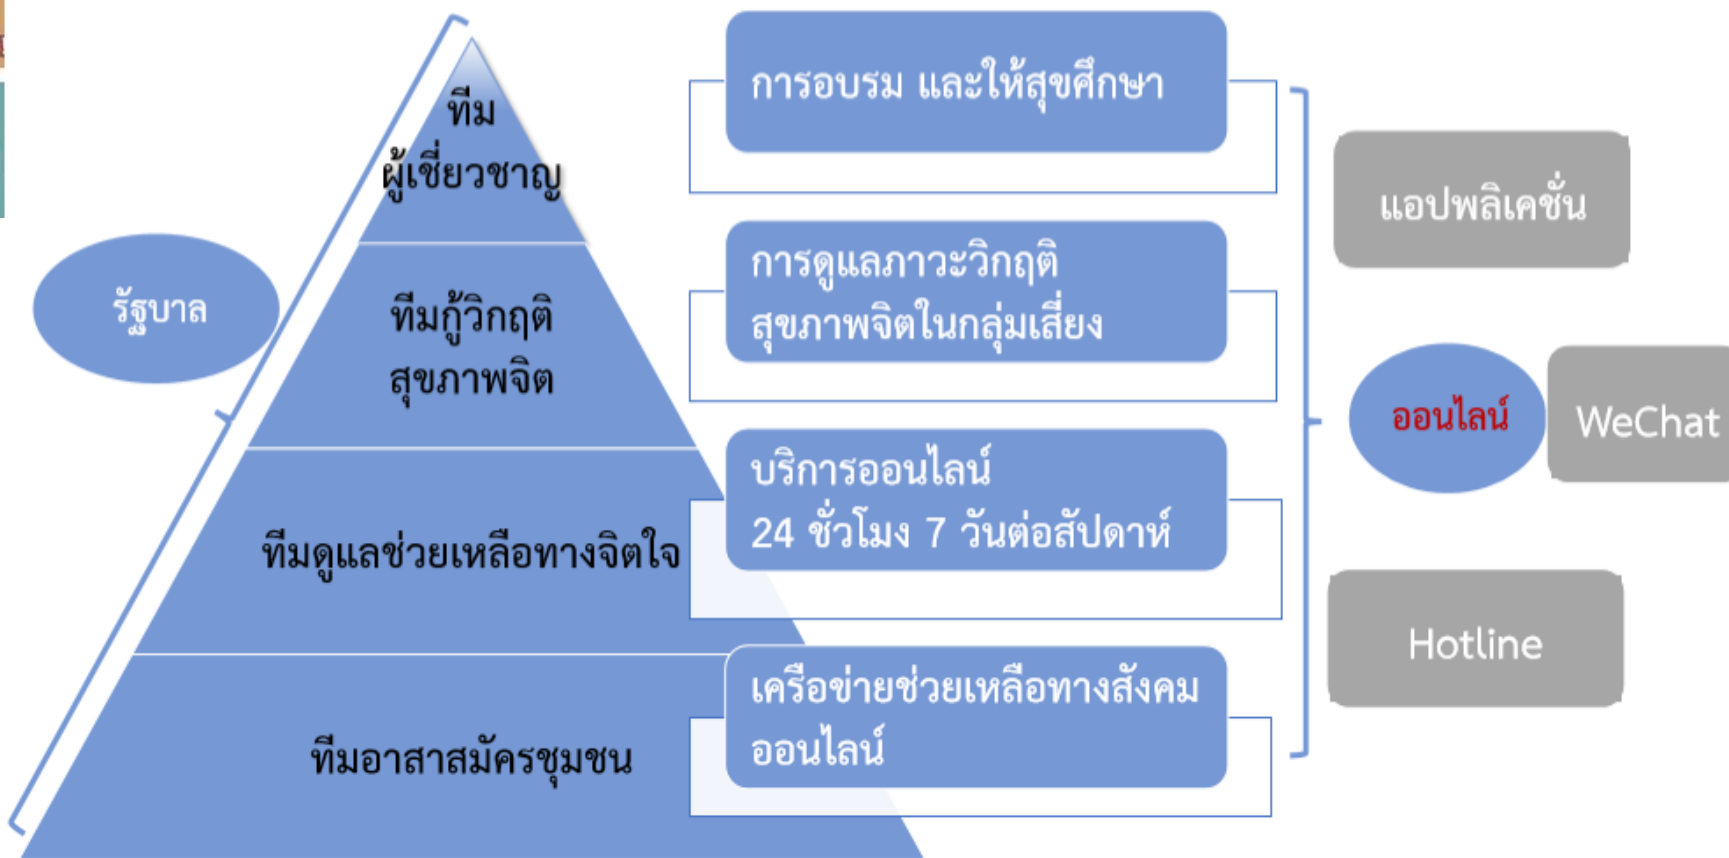 รัฐบาล
ทีม
ผู้เชี่ยวชาญ
ทีมกู้วิกฤติ
สุขภาพจิต
ทีมดูแลช่วยเหลือทางจิตใจ
ทีมอาสาสมัครชุมชน
การอบรม และให้สุขศึกษา
การดูแลภาวะวิกฤติ
สุขภาพจิตในกลุ่มเสี่ยง
บริการออนไลน์
24 ชั่วโมง 7 วันต่อสัปดาห์
เครือข่ายช่วยเหลือทางสังคม
ออนไลน์
แอปพลิเคชั่น
ออนไลน์
WeChat
Hotline